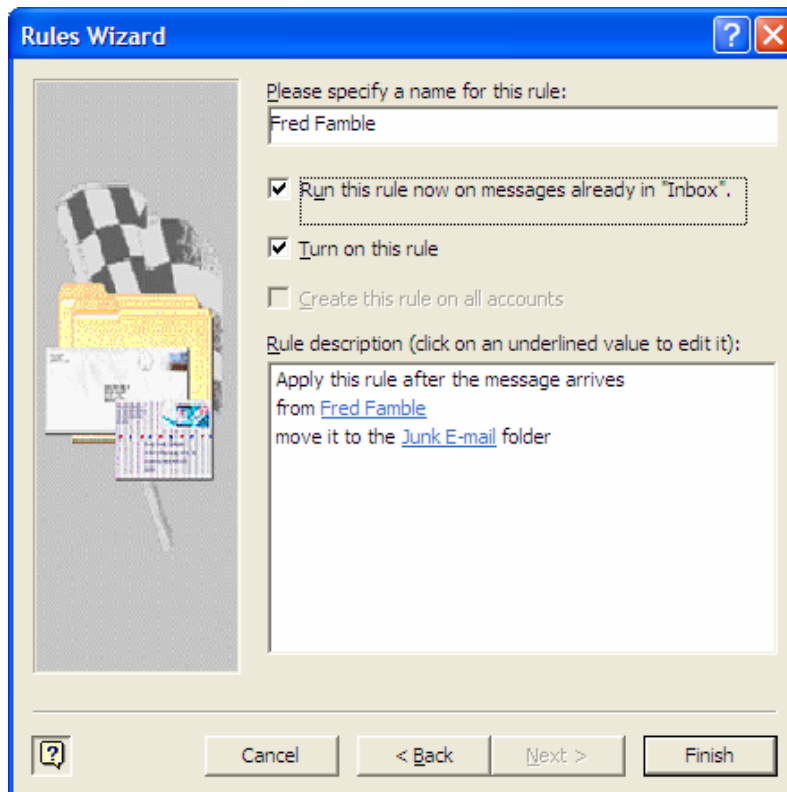 Rules Wizard
Please specify a name for this rule:
Fred Famble
Run this rule now on messages already in "Inbox".
Turn on this rule
Create this rule on all accounts
Rule description (click on an underlined value to edit it):
Apply this rule after the message arrives
from Fred Famble
move it to the Junk E-mail folder
Cancel
< Back
Next >
Finish